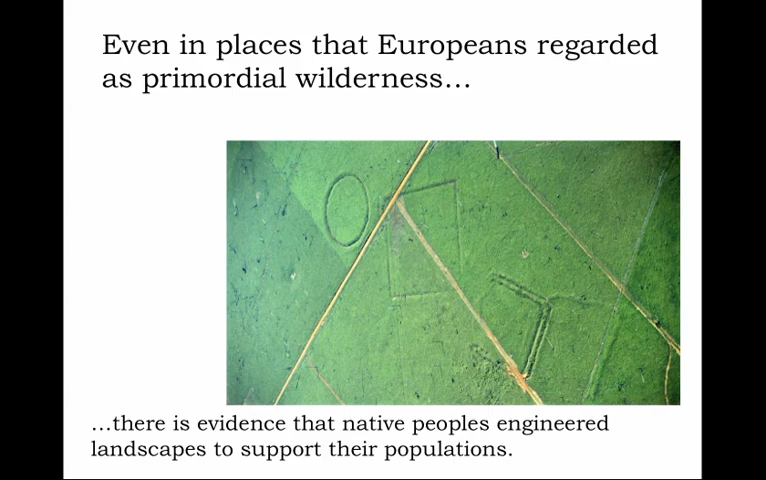 Even in places that Europeans regarded
as primordial wilderness…
…there is evidence that native peoples engineered
landscapes to support their populations.